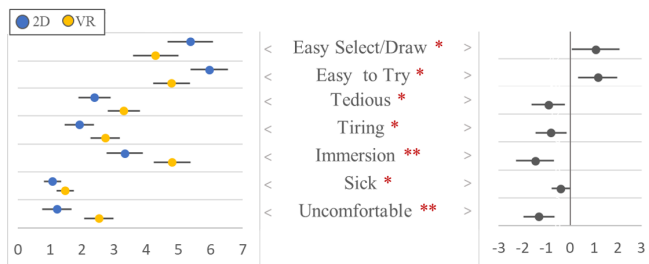 2D VR
< Easy Select/Draw * >
< Easy to Try * >
Tedious *
< Tiring * >
< Immersion ** >
< Sick * >
< Uncomfortable ** >
0 1 2 3 4 5 6 7
-3 -2 -1 0 1 2 3